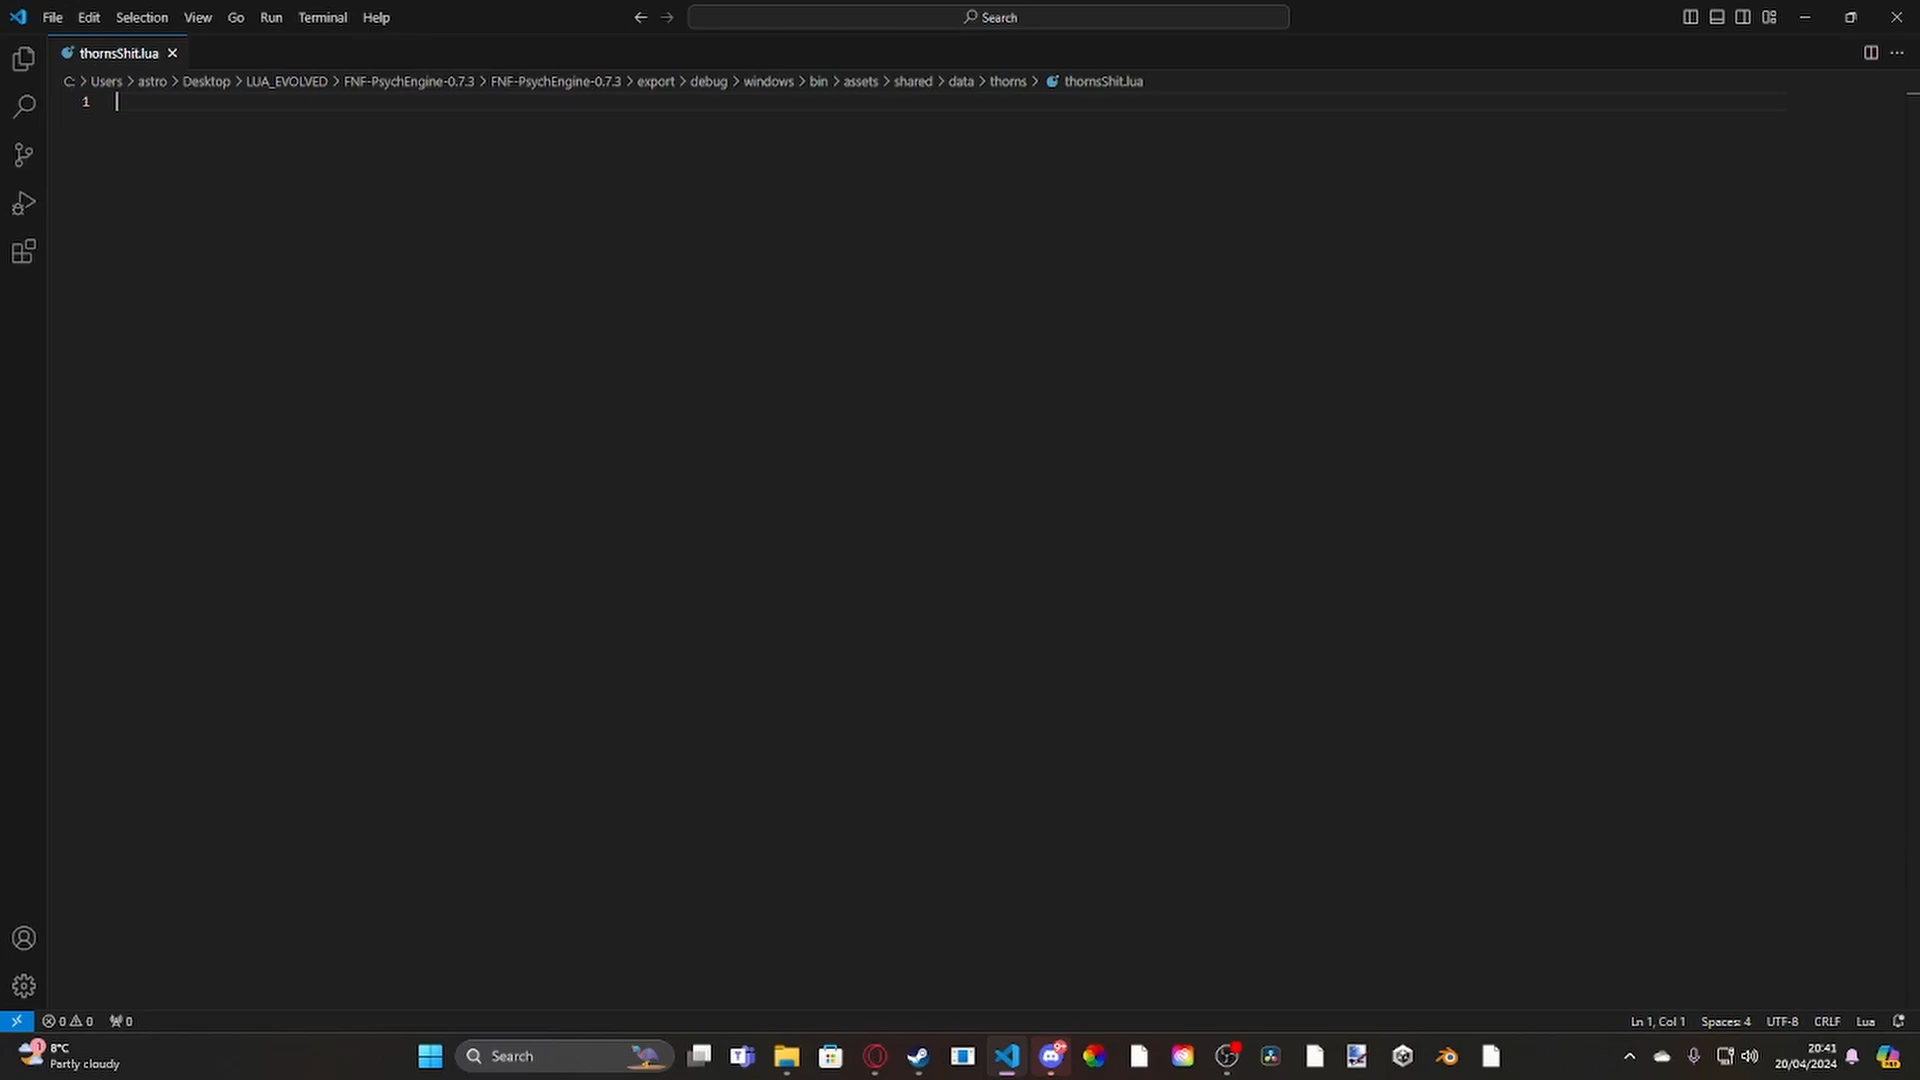 File Edit Selection View Go Run Terminal Help Search
thornsShit.lua
C: > Users > astro > Desktop > LUA_EVOLVED > FNF-PsychEngine-0.7.3 > FNF-PsychEngine-0.7.3 > export > debug > windows > bin > assets > shared > data > thorns > thornsShit.lua
1
0 0 0 Ln 1, Col 1 Spaces: 4 UTF-8 CRLF Lua
1 8°C Search 9+ 20:41
Partly cloudy 20/04/2024